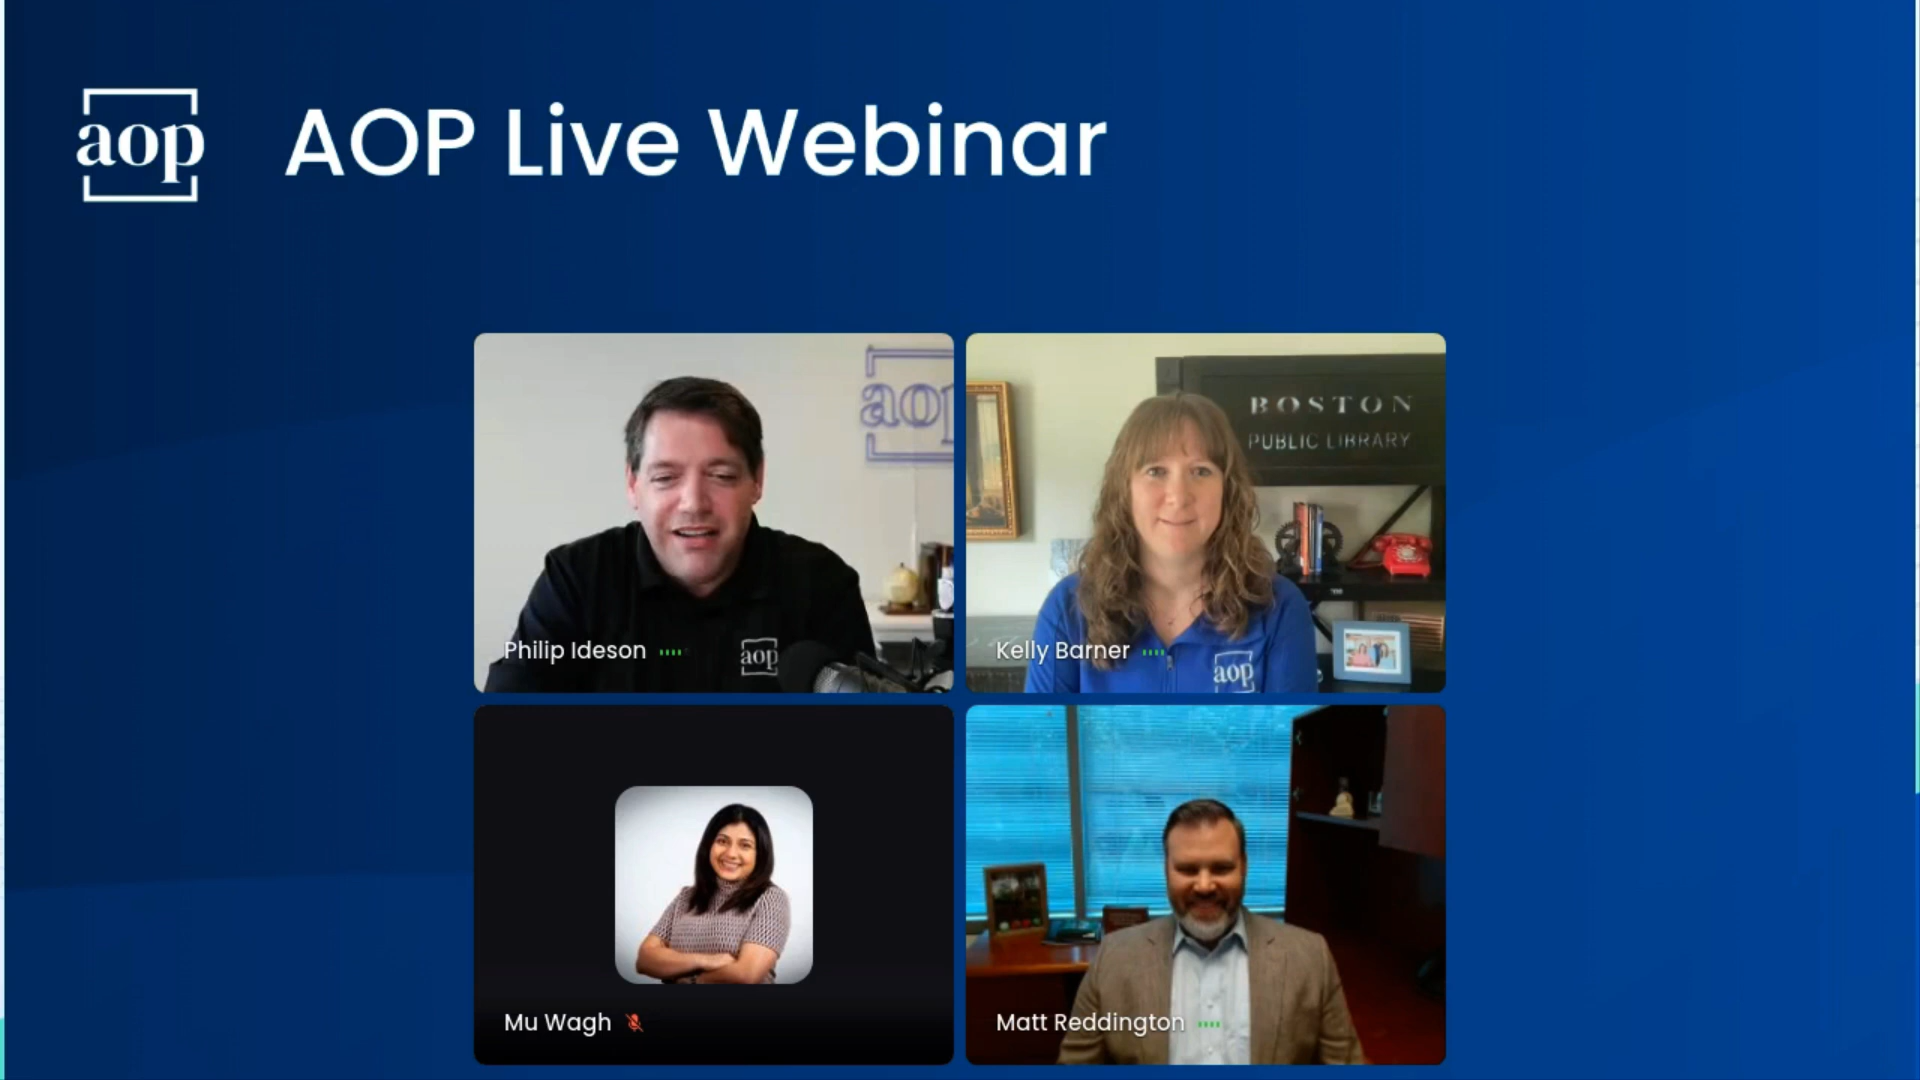 aop
AOP Live Webinar
aop
BOSTON
PUBLIC LIBRARY
Philip Ideson
aop
Kelly Barner
aop
Mu Wagh
Matt Reddington